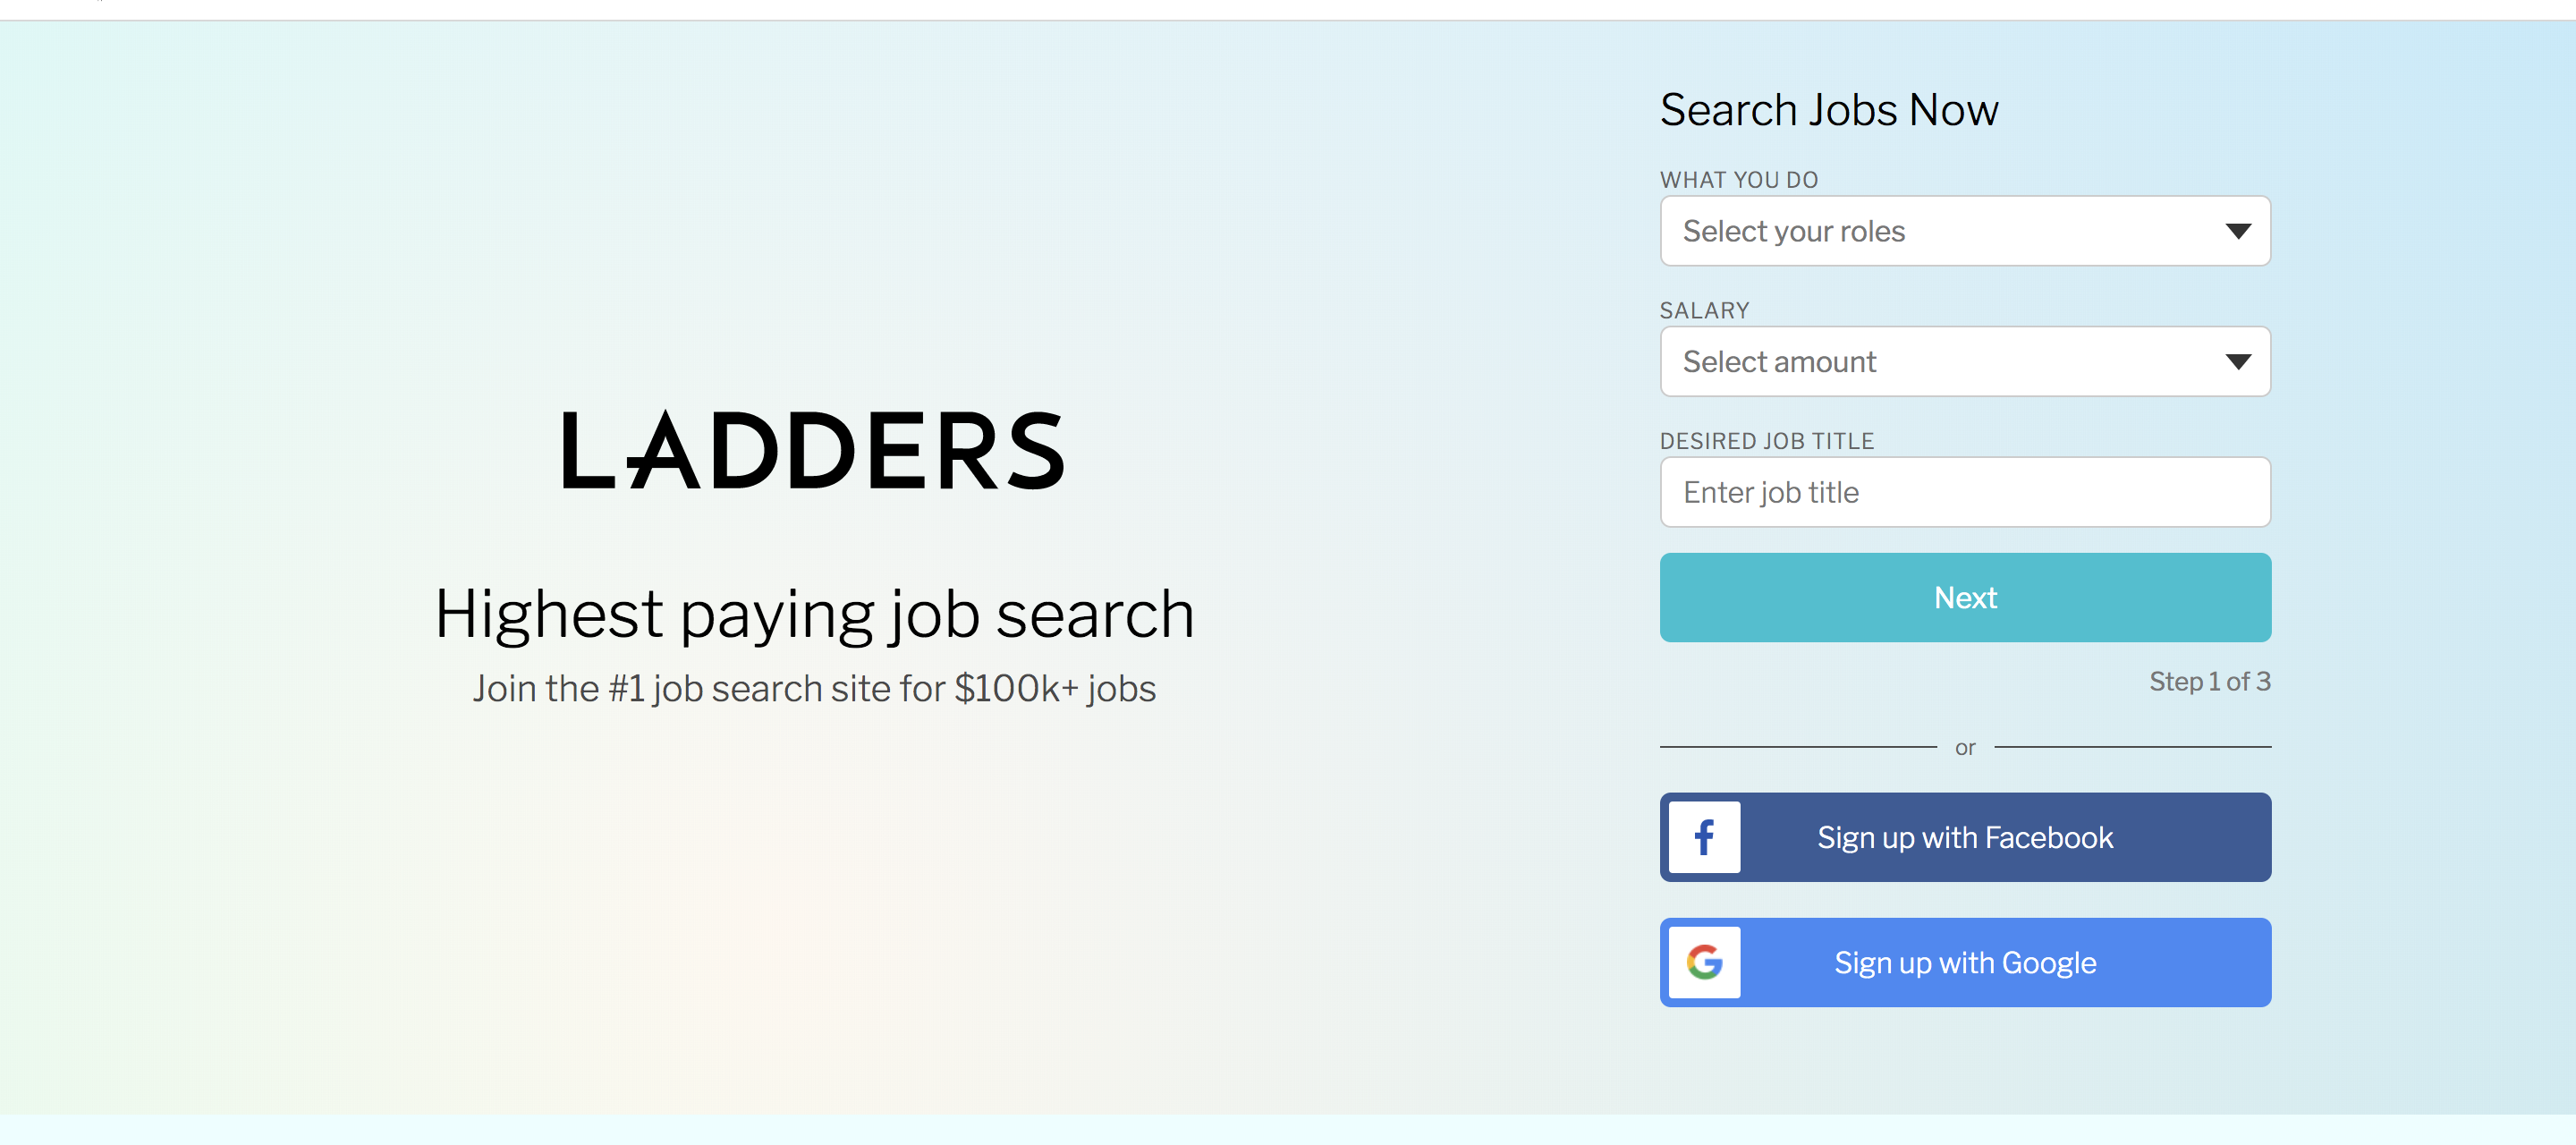 LADDERS
Highest paying job search
Join the #1 job search site for $100k+ jobs
Search Jobs Now
WHAT YOU DO
Select your roles
SALARY
Select amount
DESIRED JOB TITLE
Enter job title
Next
Step 1 of 3
or
Sign up with Facebook
Sign up with Google